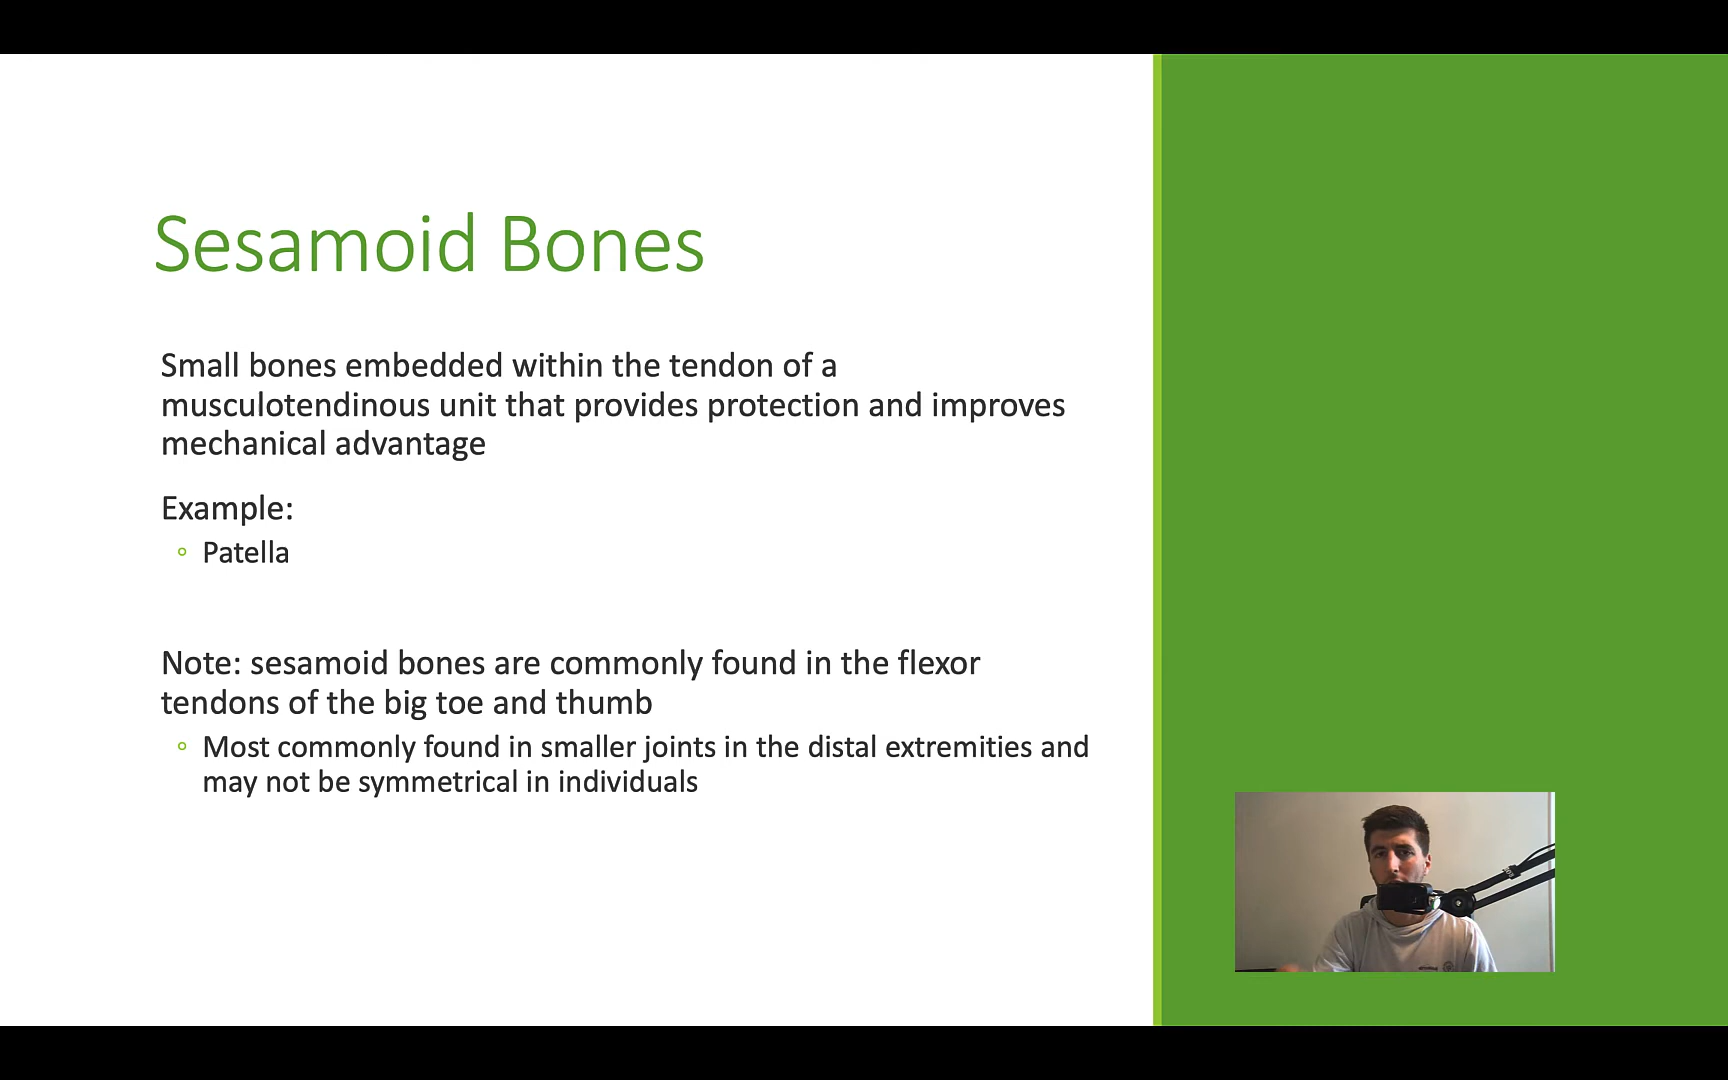 Sesamoid Bones
Small bones embedded within the tendon of a
musculotendinous unit that provides protection and improves
mechanical advantage
Example:
Patella
Note: sesamoid bones are commonly found in the flexor
tendons of the big toe and thumb
Most commonly found in smaller joints in the distal extremities and
may not be symmetrical in individuals